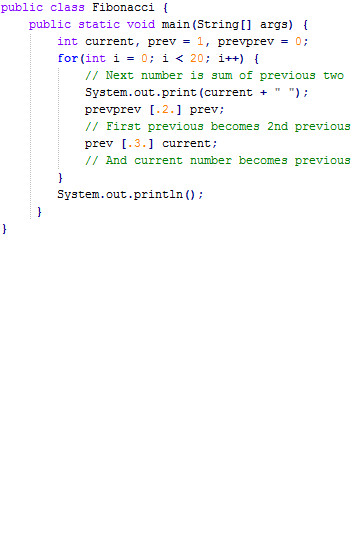 public class Fibonacci {
    public static void main(String[] args) {
        int current, prev = 1, prevprev = 0;
        for(int i = 0; i < 20; i++) {
            // Next number is sum of previous two
            System.out.print(current + " ");
            prevprev [.2.] prev;
            // First previous becomes 2nd previous
            prev [.3.] current;
            // And current number becomes previous
        }
        System.out.println();
     }
}